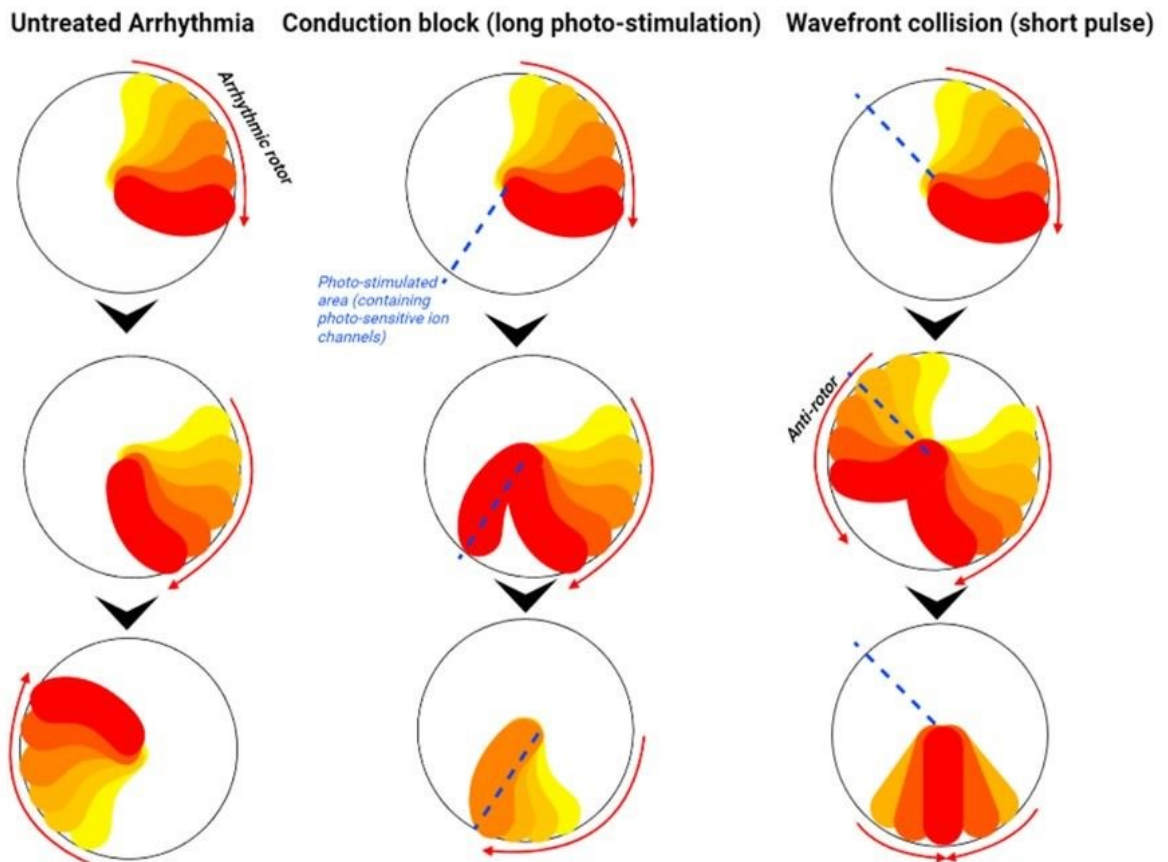 Untreated Arrhythmia
Conduction block (long photo-stimulation)
Wavefront collision (short pulse)
Arrhythmic rotor
Photo-stimulated
area (containing
photo-sensitive ion
channels)
Anti-rotor